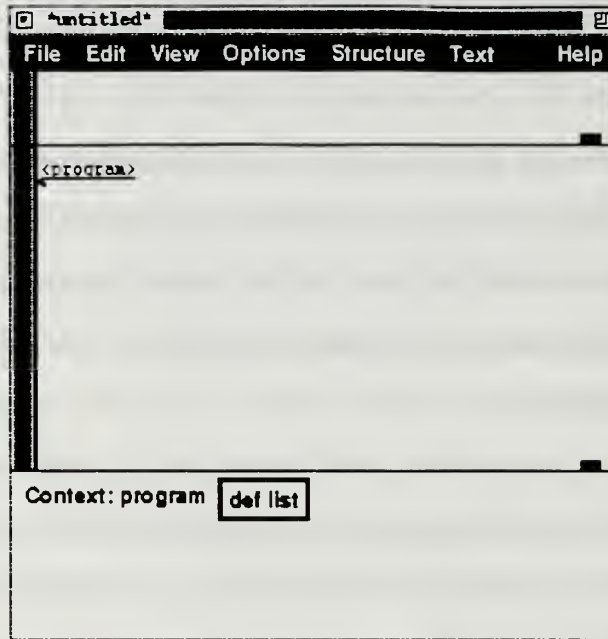 *untitled*
File Edit View Options Structure Text Help
<program>
Context: program def list